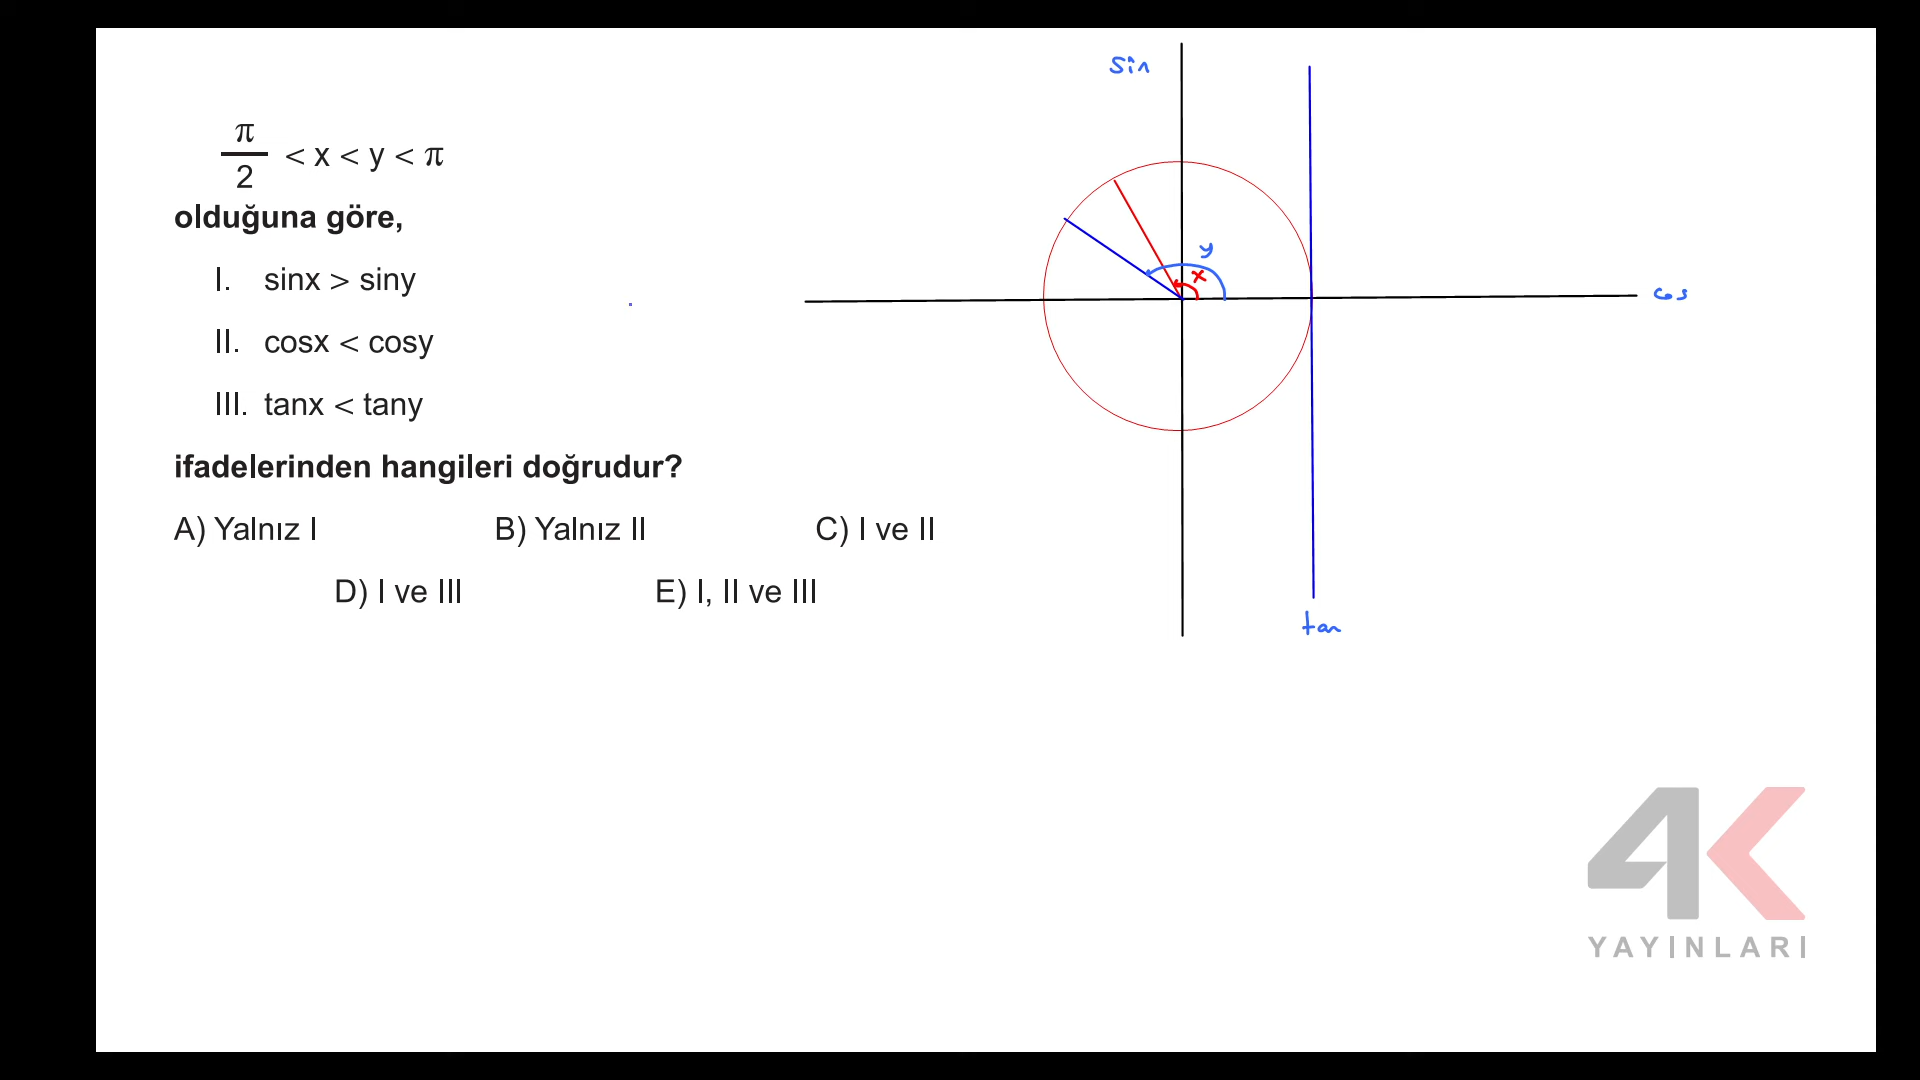 π/2 < x < y < π
olduğuna göre,
I. sinx > siny
II. cosx < cosy
III. tanx < tany
ifadelerinden hangileri doğrudur?
A) Yalnız I B) Yalnız II C) I ve II
D) I ve III E) I, II ve III
sin
y
x
cos
tan
4K
YAYINLARI